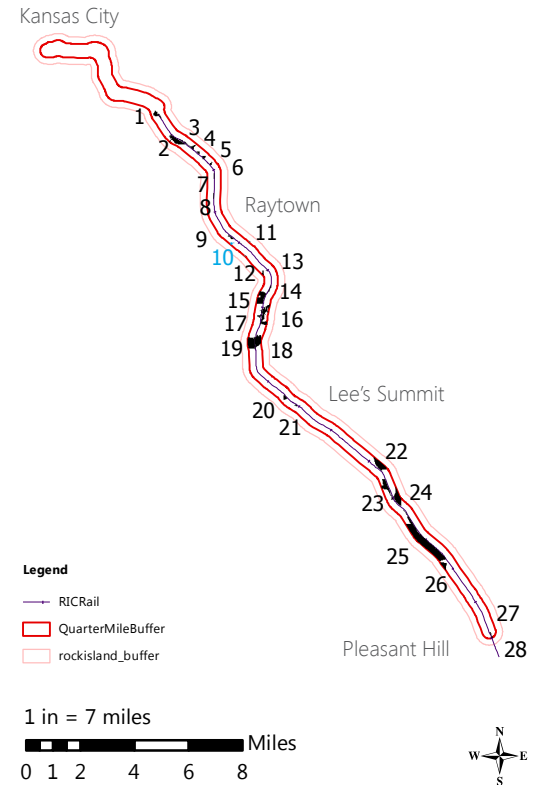 Kansas City
1
2
3
4
5
6
7
8
Raytown
9
10
11
12
13
14
15
16
17
18
19
Lee's Summit
20
21
22
23
24
25
26
27
Pleasant Hill
28
Legend
RICRail
QuarterMileBuffer
rockisland_buffer
1 in = 7 miles
Miles
0 1 2 4 6 8
N
W E
S